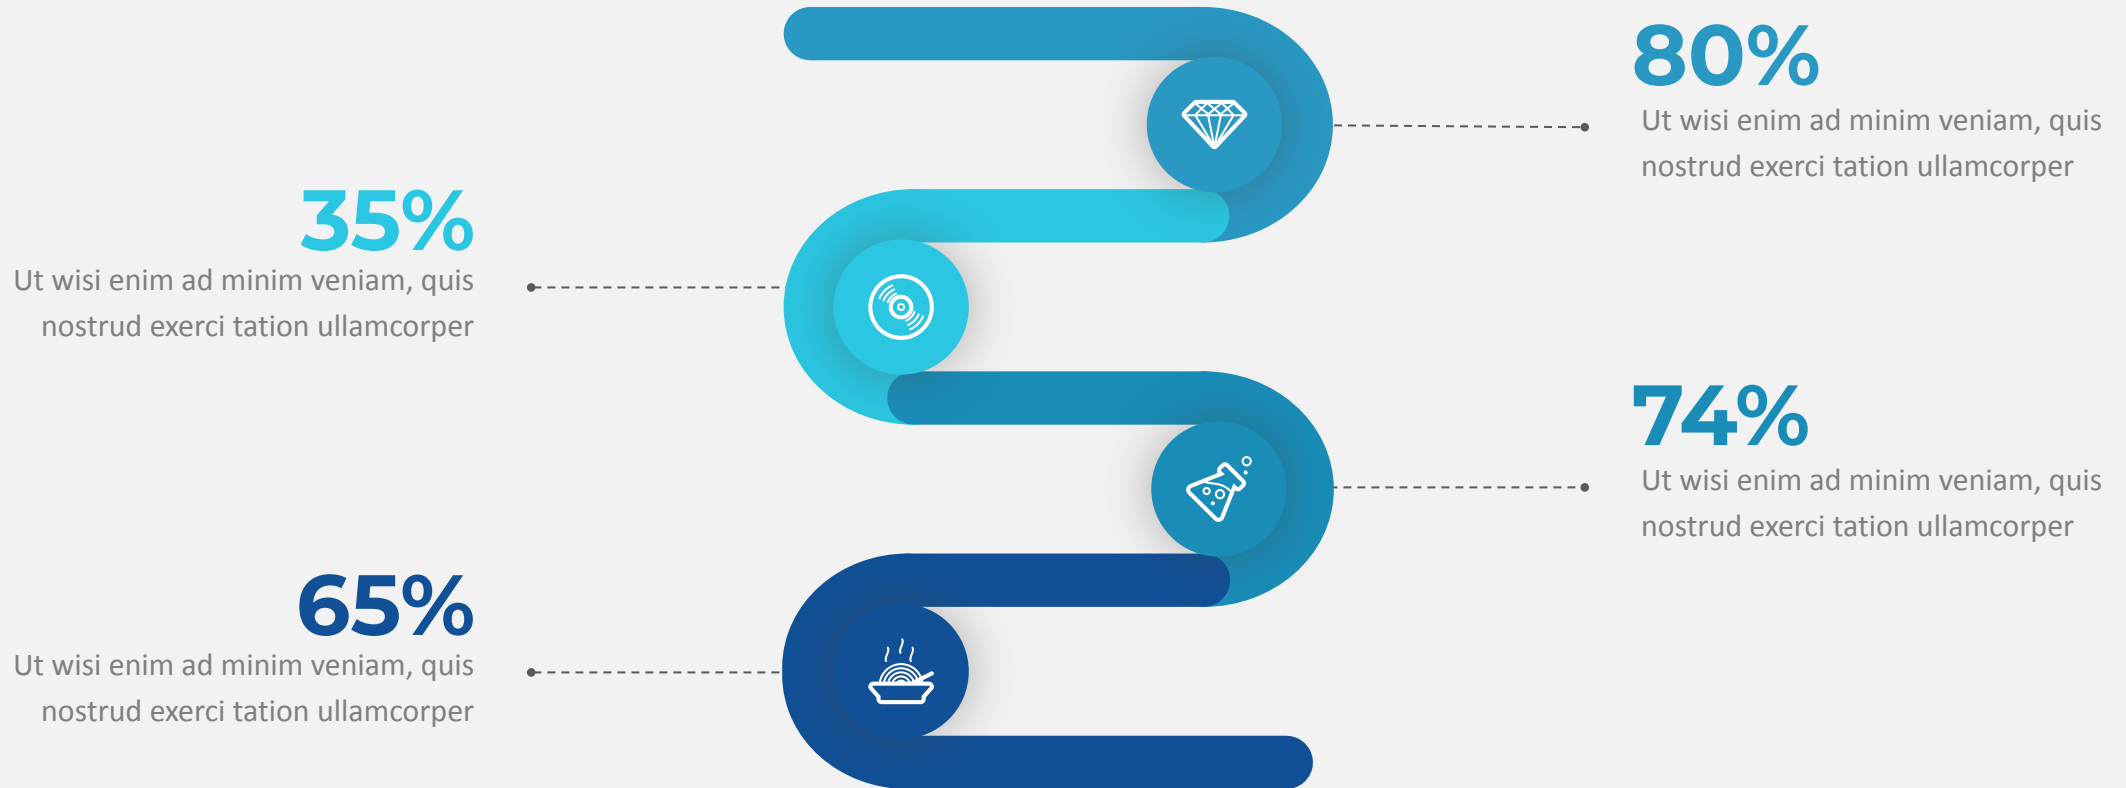 80%
Ut wisi enim ad minim veniam, quis
nostrud exerci tation ullamcorper
35%
Ut wisi enim ad minim veniam, quis
nostrud exerci tation ullamcorper
74%
Ut wisi enim ad minim veniam, quis
nostrud exerci tation ullamcorper
65%
Ut wisi enim ad minim veniam, quis
nostrud exerci tation ullamcorper